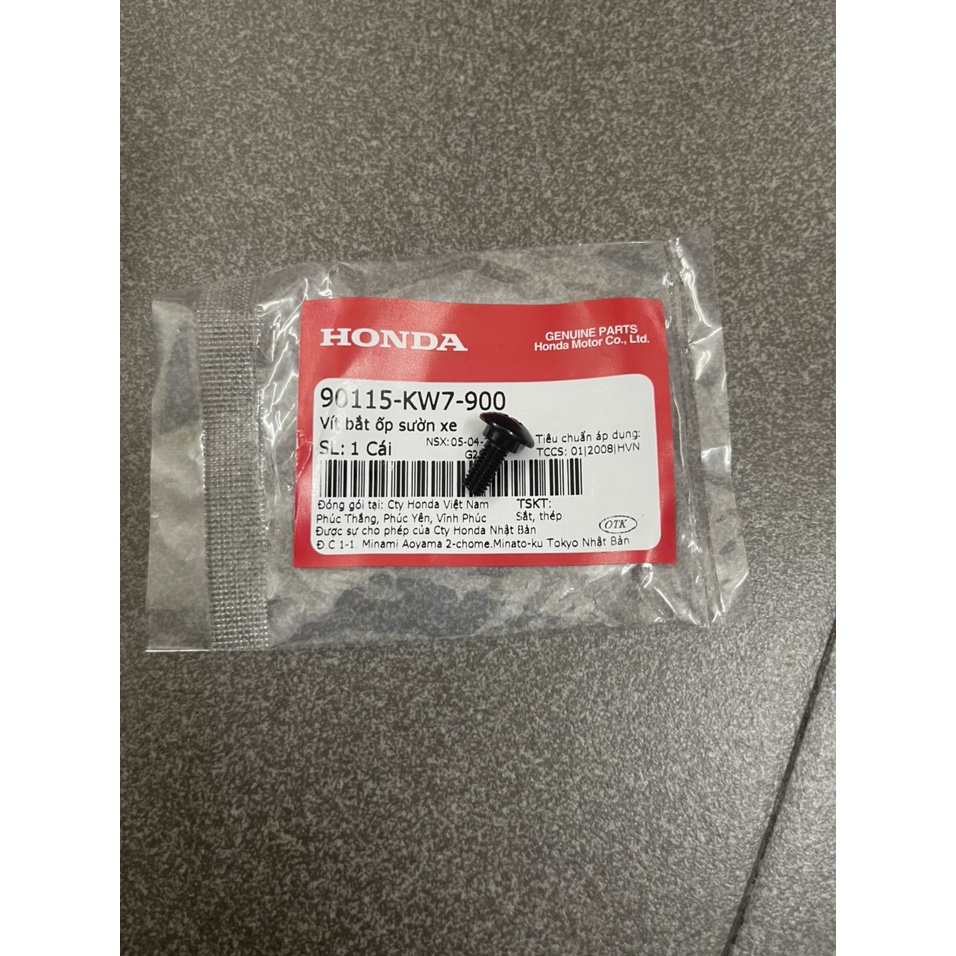 HONDA
GENUINE PARTS
Honda Motor Co., Ltd.
90115-KW7-900
Vít bắt ốp sườn xe
SL: 1 Cái
NSX: 05-04-
Tiêu chuẩn áp dụng:
TCCS: 01|2008|HVN
Đóng gói tại: Cty Honda Việt Nam
Phúc Thắng, Phúc Yên, Vĩnh Phúc
TSKT:
Sắt, thép
OTK
Được sự cho phép của Cty Honda Nhật Bản
Đ C 1-1. Minami Aoyama 2-chome.Minato-ku Tokyo Nhật Bản